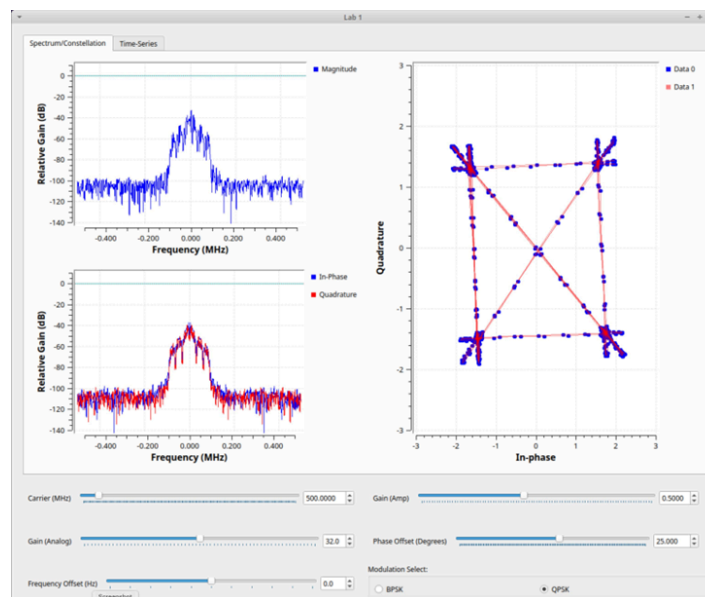 Lab 1
Spectrum/Constellation
Time-Series
Relative Gain (dB)
0
-20
-40
-60
-80
-100
-120
-140
-0.400 -0.200 0.000 0.200 0.400
Frequency (MHz)
Magnitude
Relative Gain (dB)
0
-20
-40
-60
-80
-100
-120
-140
-0.400 -0.200 0.000 0.200 0.400
Frequency (MHz)
In-Phase
Quadrature
Quadrature
3
2
1
0
-1
-2
-3
-3 -2 -1 0 1 2 3
In-phase
Data 0
Data 1
Carrier (MHz) 500.0000
Gain (Amp) 0.5000
Gain (Analog) 32.0
Phase Offset (Degrees) 25.000
Frequency Offset (Hz) 0.0
Modulation Select:
BPSK
QPSK
Screenshot